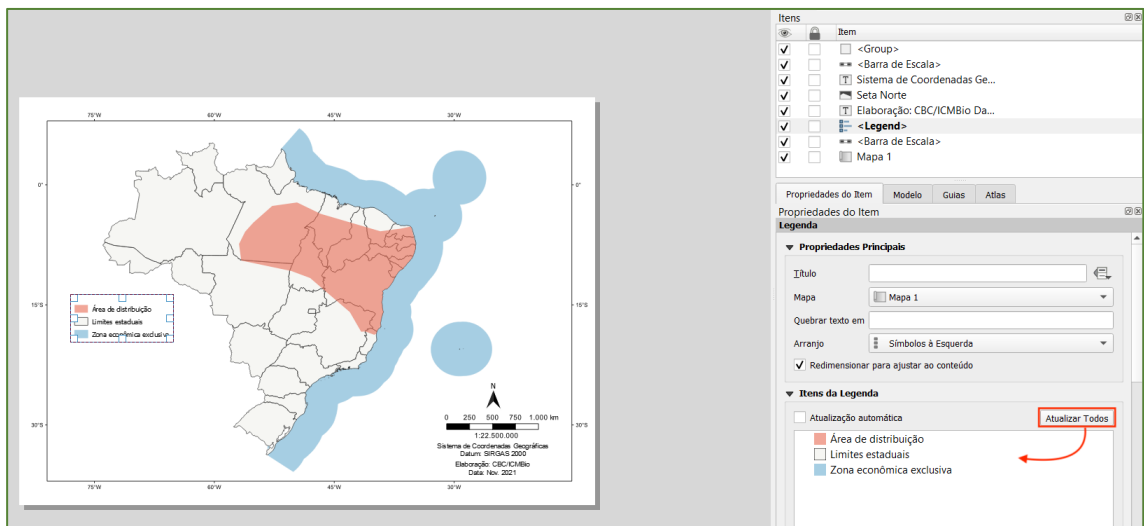 75°W 60°W 45°W 30°W
0° 0°
15°S 15°S
30°S 30°S
75°W 60°W 45°W 30°W
Área de distribuição
Limites estaduais
Zona econômica exclusiva
N
0 250 500 750 1.000 km
1:22.500.000
Sistema de Coordenadas Geográficas
Datum: SIRGAS 2000
Elaboração: CBC/ICMBio
Data: Nov. 2021
Itens
Item
<Group>
<Barra de Escala>
Sistema de Coordenadas Ge...
Seta Norte
Elaboração: CBC/ICMBio Da...
<Legend>
<Barra de Escala>
Mapa 1
Propriedades do Item Modelo Guias Atlas
Propriedades do Item
Legenda
Propriedades Principais
Título
Mapa Mapa 1
Quebrar texto em
Arranjo Símbolos à Esquerda
Redimensionar para ajustar ao conteúdo
Itens da Legenda
Atualização automática Atualizar Todos
Área de distribuição
Limites estaduais
Zona econômica exclusiva